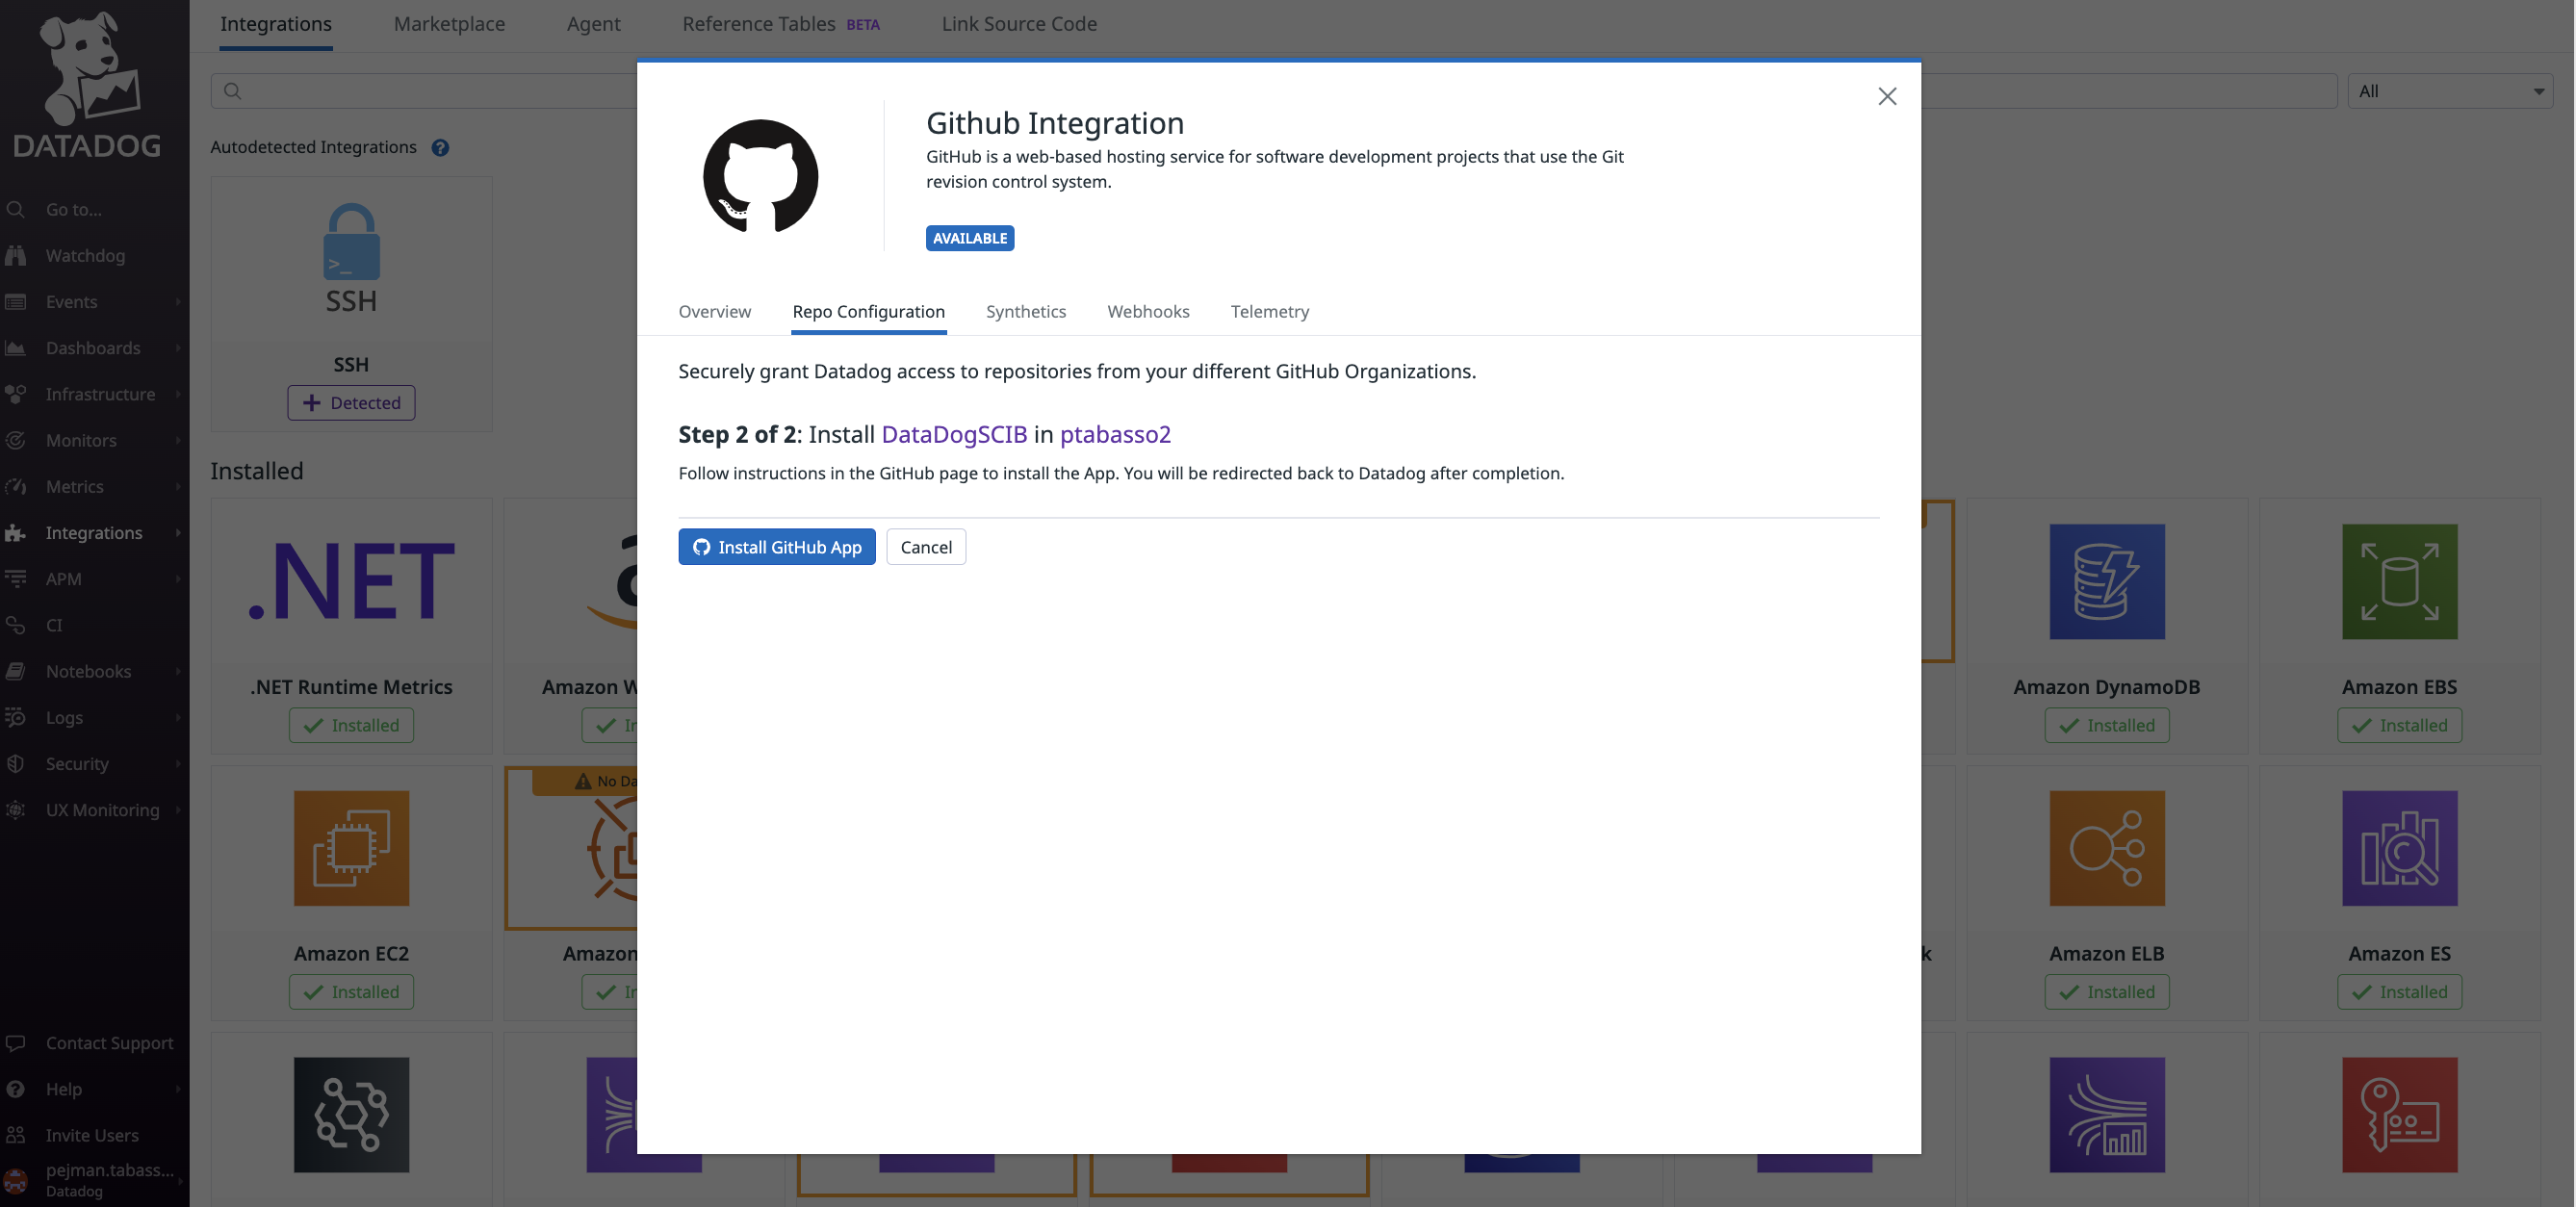 DATADOG
Go to...
Watchdog
Events
Dashboards
Infrastructure
Monitors
Metrics
Integrations
APM
CI
Notebooks
Logs
Security
UX Monitoring
Contact Support
Help
Invite Users
pejman.tabass...
Datadog
Integrations
Marketplace
Agent
Reference Tables BETA
Link Source Code
All
Autodetected Integrations
>_
SSH
SSH
Detected
Installed
.NET
.NET Runtime Metrics
Installed
Amazon
Amazon DynamoDB
Installed
Amazon EBS
Installed
Amazon EC2
Installed
No
Amazon
Amazon ELB
Installed
Amazon ES
Installed
Github Integration
GitHub is a web-based hosting service for software development projects that use the Git
revision control system.
AVAILABLE
Overview
Repo Configuration
Synthetics
Webhooks
Telemetry
Securely grant Datadog access to repositories from your different GitHub Organizations.
Step 2 of 2: Install DataDogSCIB in ptabasso2
Follow instructions in the GitHub page to install the App. You will be redirected back to Datadog after completion.
Install GitHub App
Cancel